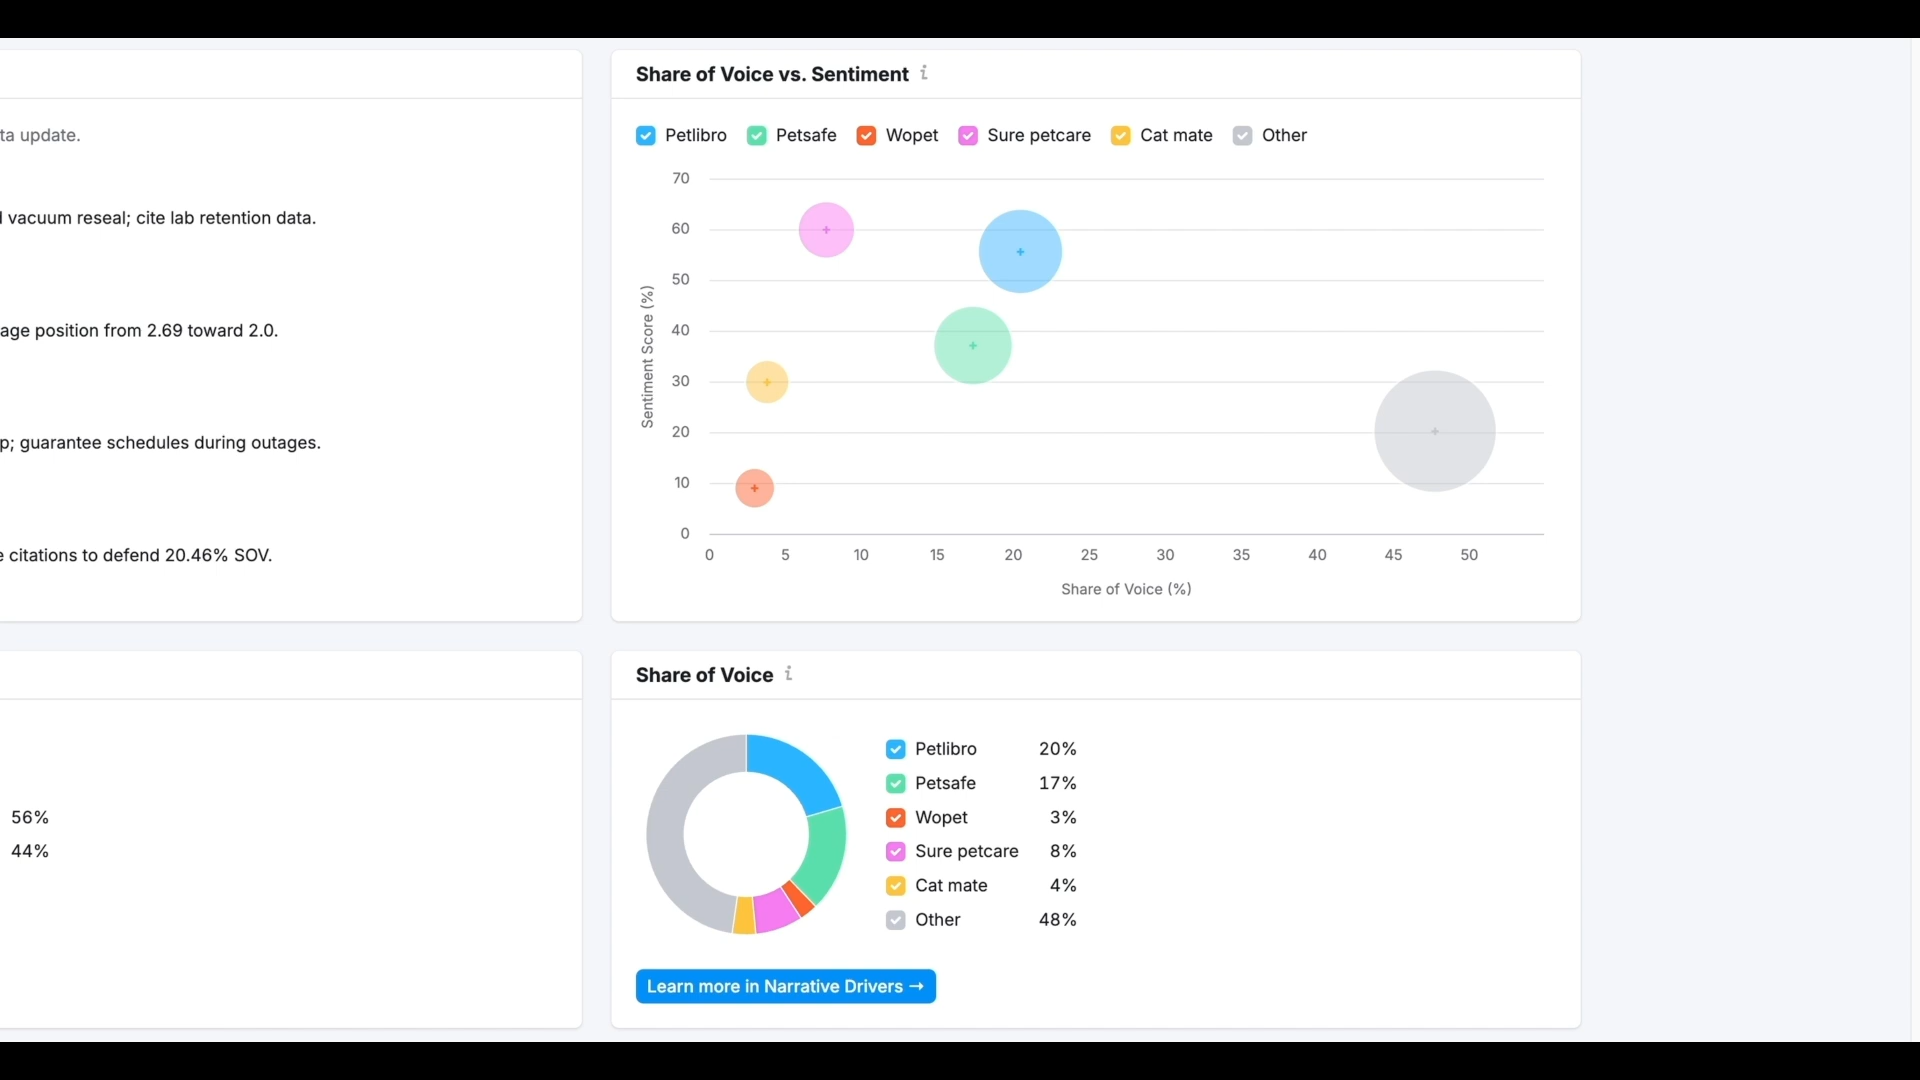 ta update.
vacuum reseal; cite lab retention data.
age position from 2.69 toward 2.0.
p; guarantee schedules during outages.
e citations to defend 20.46% SOV.
Share of Voice vs. Sentiment i
Petlibro Petsafe Wopet Sure petcare Cat mate Other
Sentiment Score (%)
70
60
50
40
30
20
10
0
0 5 10 15 20 25 30 35 40 45 50
Share of Voice (%)
56%
44%
Share of Voice i
Petlibro 20%
Petsafe 17%
Wopet 3%
Sure petcare 8%
Cat mate 4%
Other 48%
Learn more in Narrative Drivers →